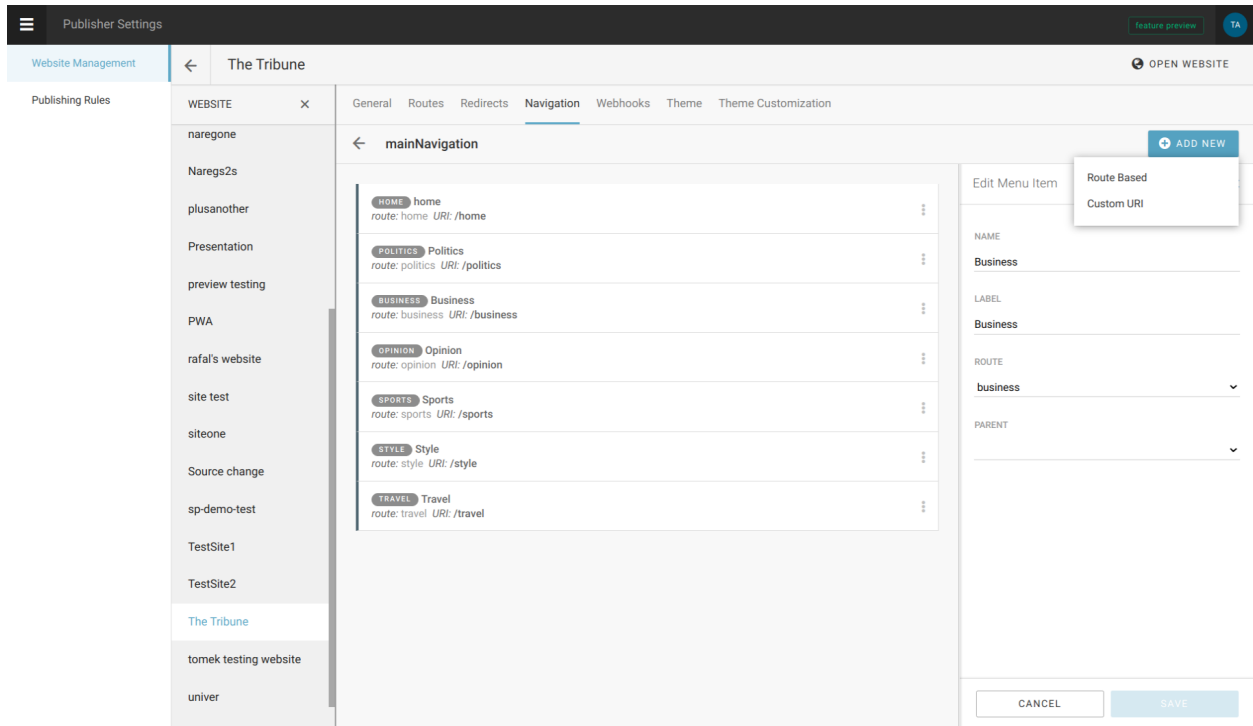 Publisher Settings
feature preview
TA
Website Management
Publishing Rules
The Tribune
OPEN WEBSITE
WEBSITE
naregone
Naregs2s
plusanother
Presentation
preview testing
PWA
rafal's website
site test
siteone
Source change
sp-demo-test
TestSite1
TestSite2
The Tribune
tomek testing website
univer
General Routes Redirects Navigation Webhooks Theme Theme Customization
mainNavigation
ADD NEW
Route Based
Custom URI
HOME home
route: home URI: /home
POLITICS Politics
route: politics URI: /politics
BUSINESS Business
route: business URI: /business
OPINION Opinion
route: opinion URI: /opinion
SPORTS Sports
route: sports URI: /sports
STYLE Style
route: style URI: /style
TRAVEL Travel
route: travel URI: /travel
Edit Menu Item
NAME
Business
LABEL
Business
ROUTE
business
PARENT
CANCEL
SAVE